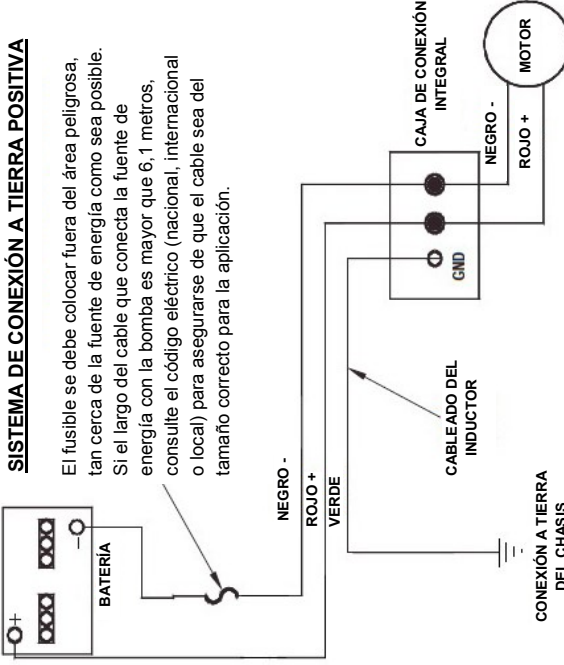 SISTEMA DE CONEXIÓN A TIERRA POSITIVA
El fusible se debe colocar fuera del área peligrosa,
tan cerca de la fuente de energía como sea posible.
Si el largo del cable que conecta la fuente de
energía con la bomba es mayor que 6,1 metros,
consulte el código eléctrico (nacional, internacional
o local) para asegurarse de que el cable sea del
tamaño correcto para la aplicación.
+
-
BATERÍA
NEGRO -
ROJO +
VERDE
CAJA DE CONEXIÓN
INTEGRAL
GND
NEGRO -
ROJO +
MOTOR
CABLEADO DEL
INDUCTOR
CONEXIÓN A TIERRA
DEL CHASIS